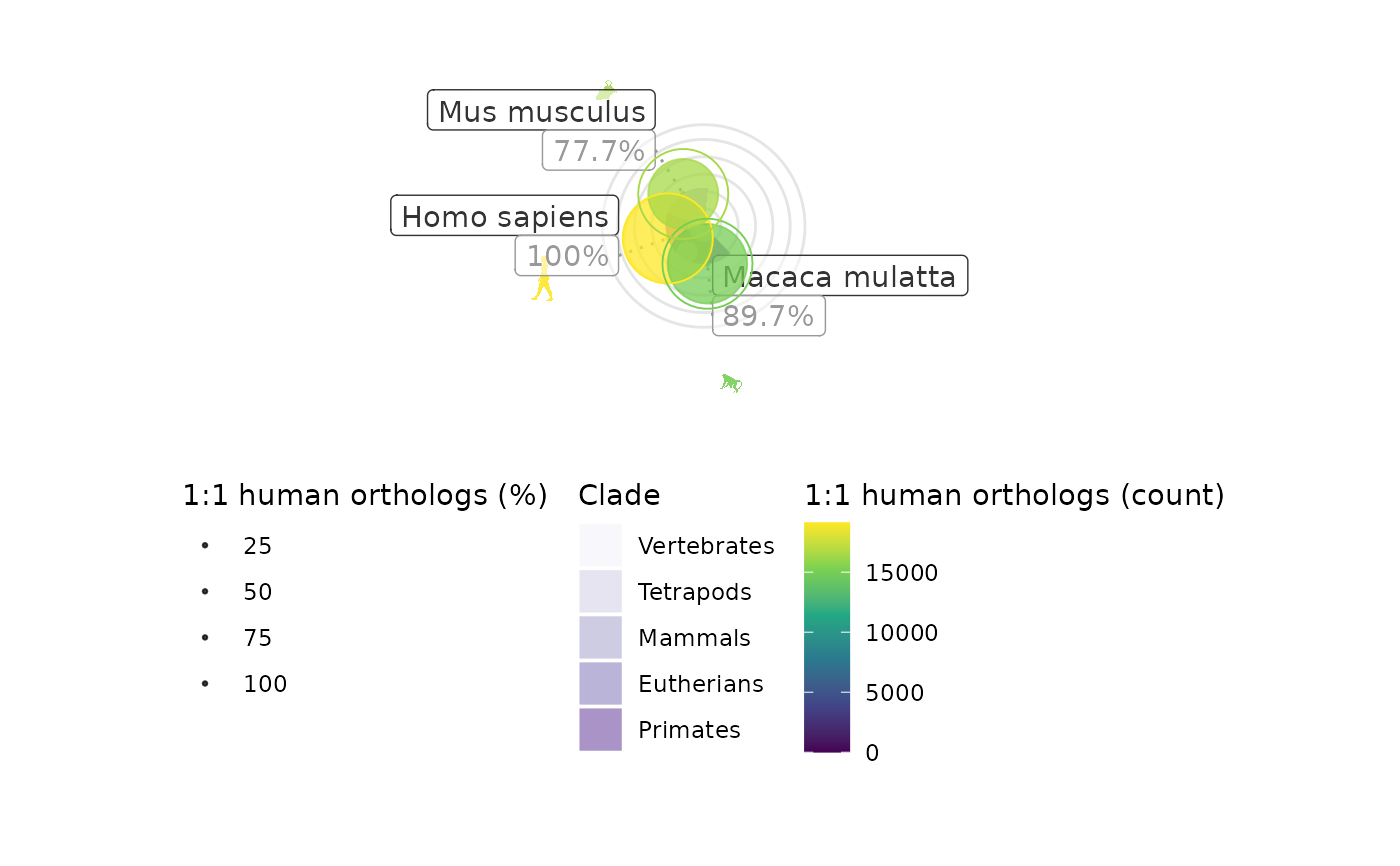 Mus musculus
77.7%
Homo sapiens
100%
Macaca mulatta
89.7%
1:1 human orthologs (%)
25
50
75
100
Clade
Vertebrates
Tetrapods
Mammals
Eutherians
Primates
1:1 human orthologs (count)
15000
10000
5000
0